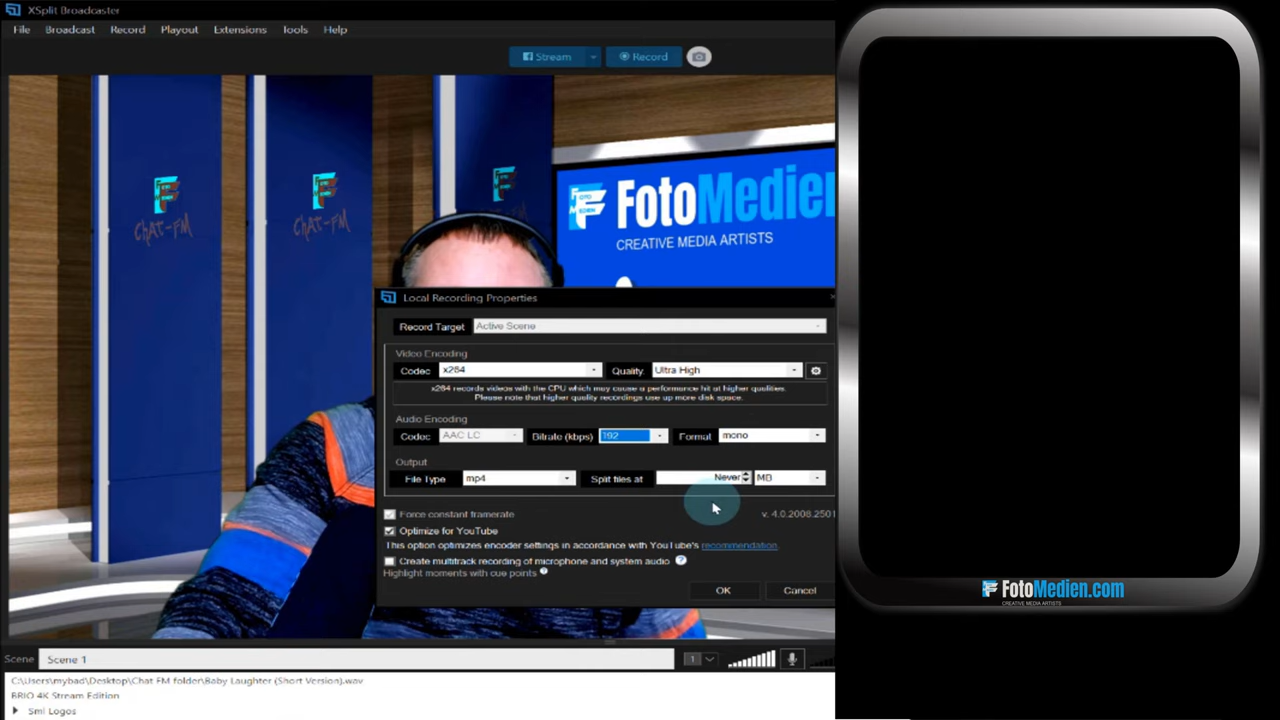 XSplit Broadcaster
File Broadcast Record Playout Extensions Tools Help
Stream Record
Chat-FM
Chat-FM
FotoMedien
CREATIVE MEDIA ARTISTS
Local Recording Properties
Record Target Active Scene
Video Encoding
Codec x264 Quality Ultra High
x264 records videos with the CPU which may cause a performance hit at higher qualities.
Please note that higher quality recordings use up more disk space.
Audio Encoding
Codec AAC LC Bitrate (kbps) 192 Format mono
Output
File Type mp4 Split files at Never MB
Force constant framerate v. 4.0.2008.2501
Optimize for YouTube
This option optimizes encoder settings in accordance with YouTube's recommendation.
Create multitrack recording of microphone and system audio ?
Highlight moments with cue points
OK Cancel
Scene Scene 1 1
C:\Users\mybad\Desktop\Chat FM folder\Baby Laughter (Short Version).wav
BRIO 4K Stream Edition
Sml Logos
FotoMedien.com
CREATIVE MEDIA ARTISTS